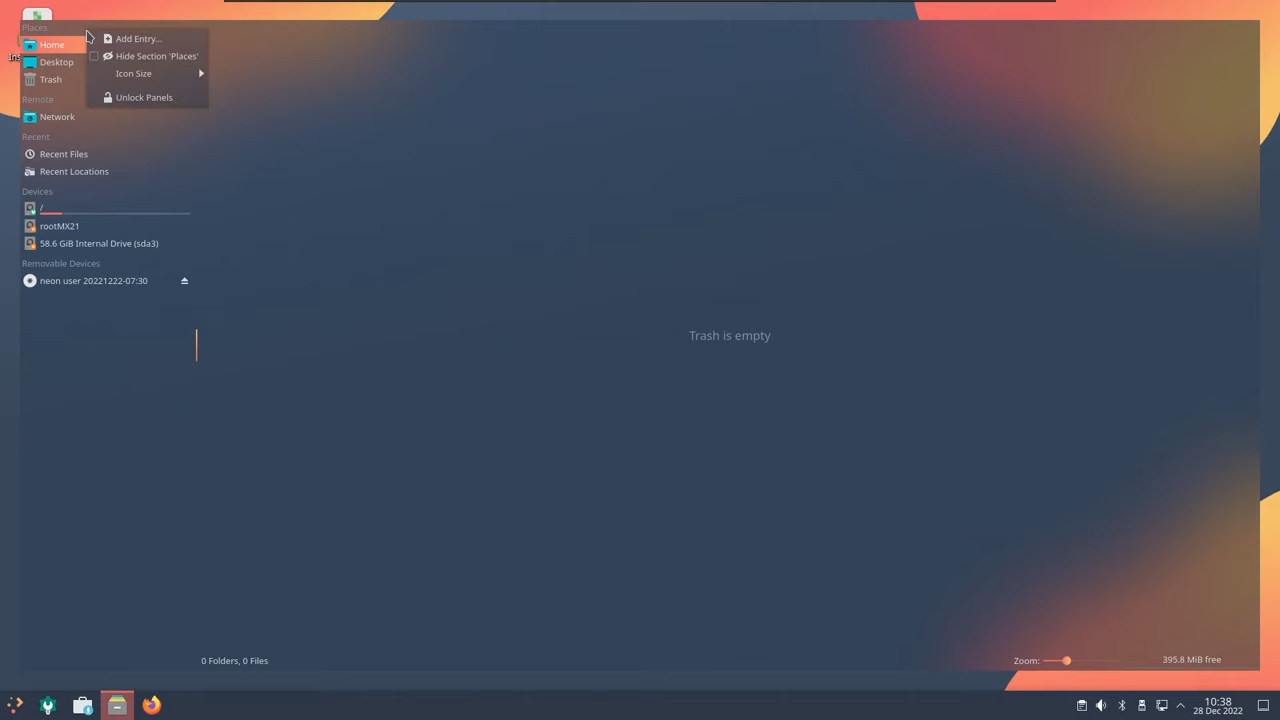 Places
Home
Desktop
Trash
Remote
Network
Recent
Recent Files
Recent Locations
Devices
/
rootMX21
58.6 GiB Internal Drive (sda3)
Removable Devices
neon user 20221222-07:30
Add Entry...
Hide Section 'Places'
Icon Size
Unlock Panels
Trash is empty
0 Folders, 0 Files
Zoom:
395.8 MiB free
10:38
28 Dec 2022